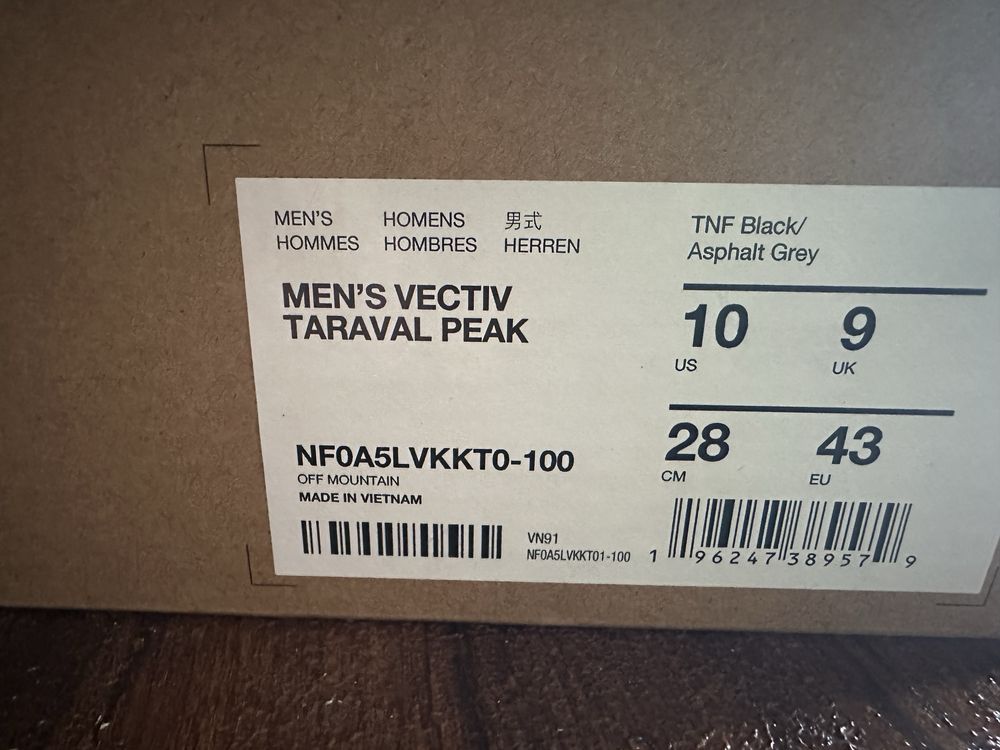 MEN'S HOMENS 男式
HOMMES HOMBRES HERREN
MEN'S VECTIV
TARAVAL PEAK
NF0A5LVKKT0-100
OFF MOUNTAIN
MADE IN VIETNAM
VN91
NF0A5LVKKT01-100
TNF Black/
Asphalt Grey
10 9
US UK
28 43
CM EU
1 96247 38957 9